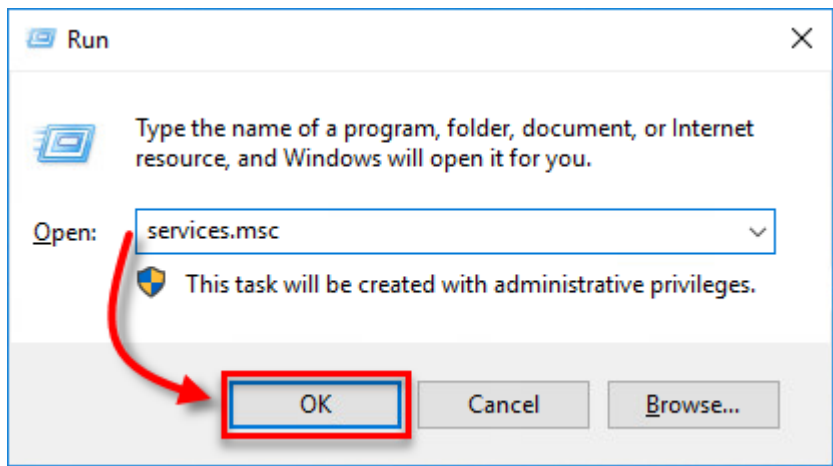 Run
Type the name of a program, folder, document, or Internet
resource, and Windows will open it for you.
Open: services.msc
This task will be created with administrative privileges.
OK Cancel Browse...